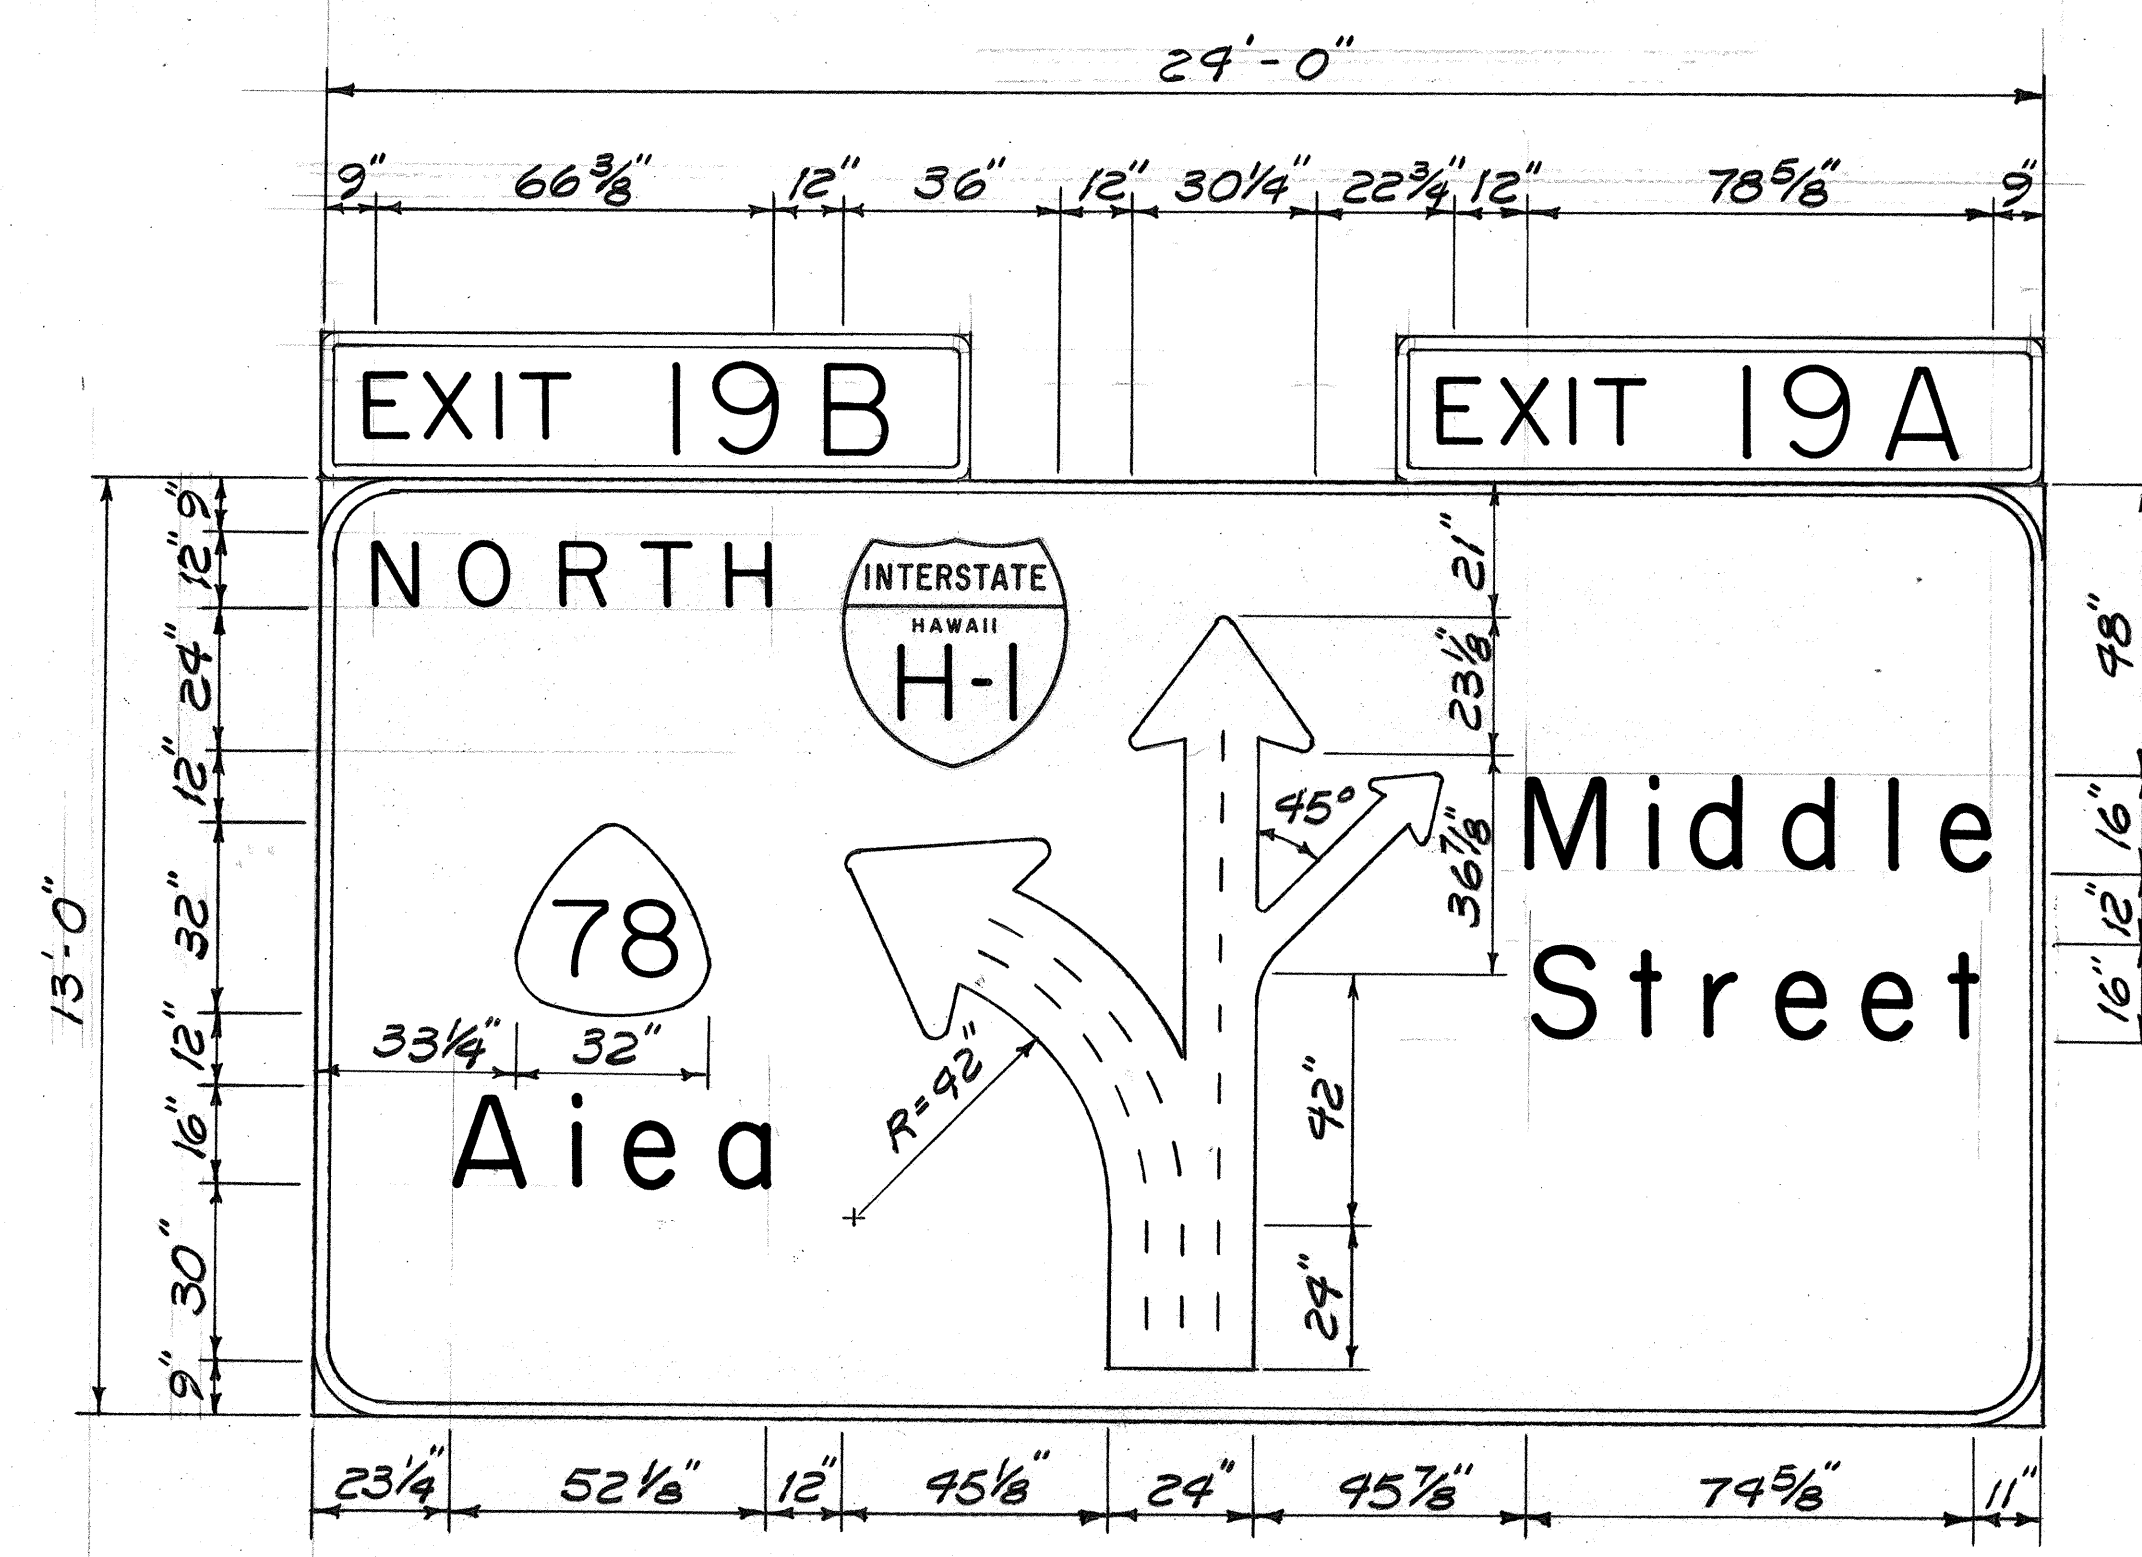 24'-0"
9" 66 3/8" 12" 36" 12" 30 1/4" 22 3/4" 12" 78 5/8" 9"
EXIT 19 B
EXIT 19 A
NORTH
INTERSTATE
HAWAII
H-1
21"
23 1/8"
36 7/8"
45°
Middle
Street
78
33 1/4" 32"
Aiea
R=42"
42"
24"
13'-0"
9"
12"
24"
12"
32"
12"
16"
30"
9"
48"
16"
12"
16"
23 1/4" 52 1/8" 12" 45 1/8" 24" 45 7/8" 74 5/8" 11"